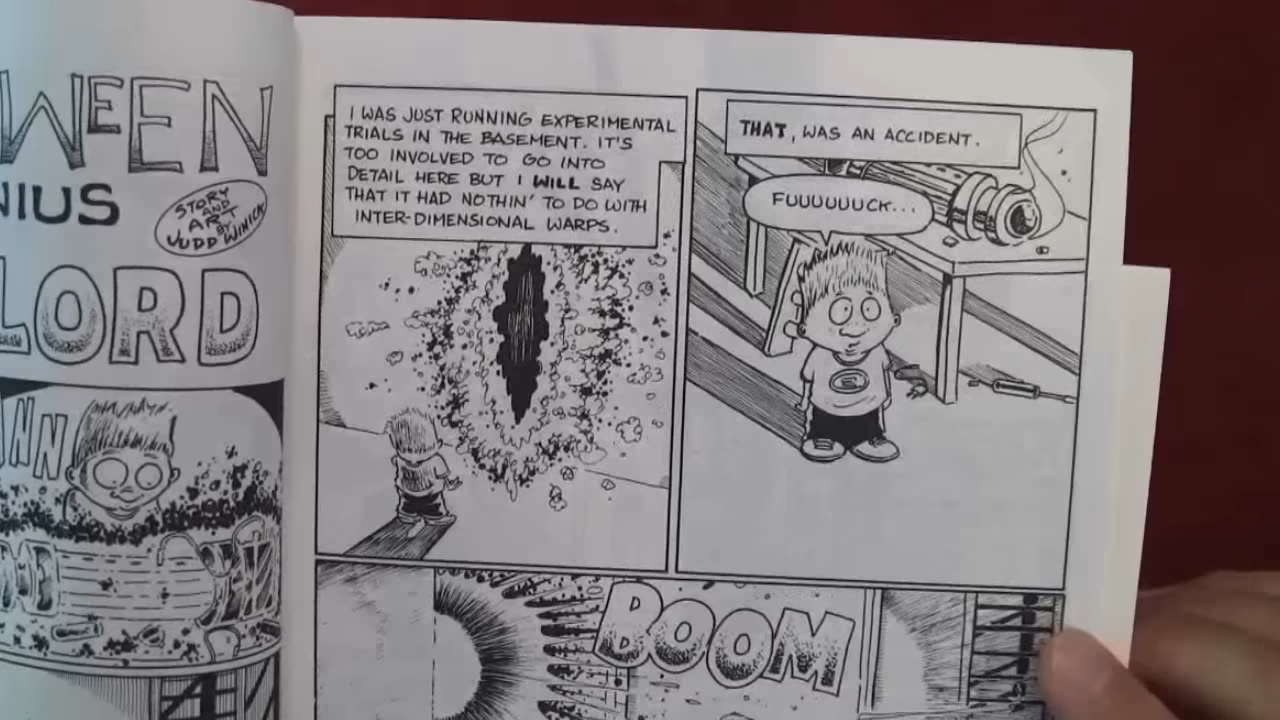 WEEN
NIUS
STORY
AND
ART
BY
JUDD WINICK
LORD
ANN
I WAS JUST RUNNING EXPERIMENTAL
TRIALS IN THE BASEMENT. IT'S
TOO INVOLVED TO GO INTO
DETAIL HERE BUT I WILL SAY
THAT IT HAD NOTHIN' TO DO WITH
INTER-DIMENSIONAL WARPS.
THAT, WAS AN ACCIDENT.
FUUUUUUCK...
BOOM